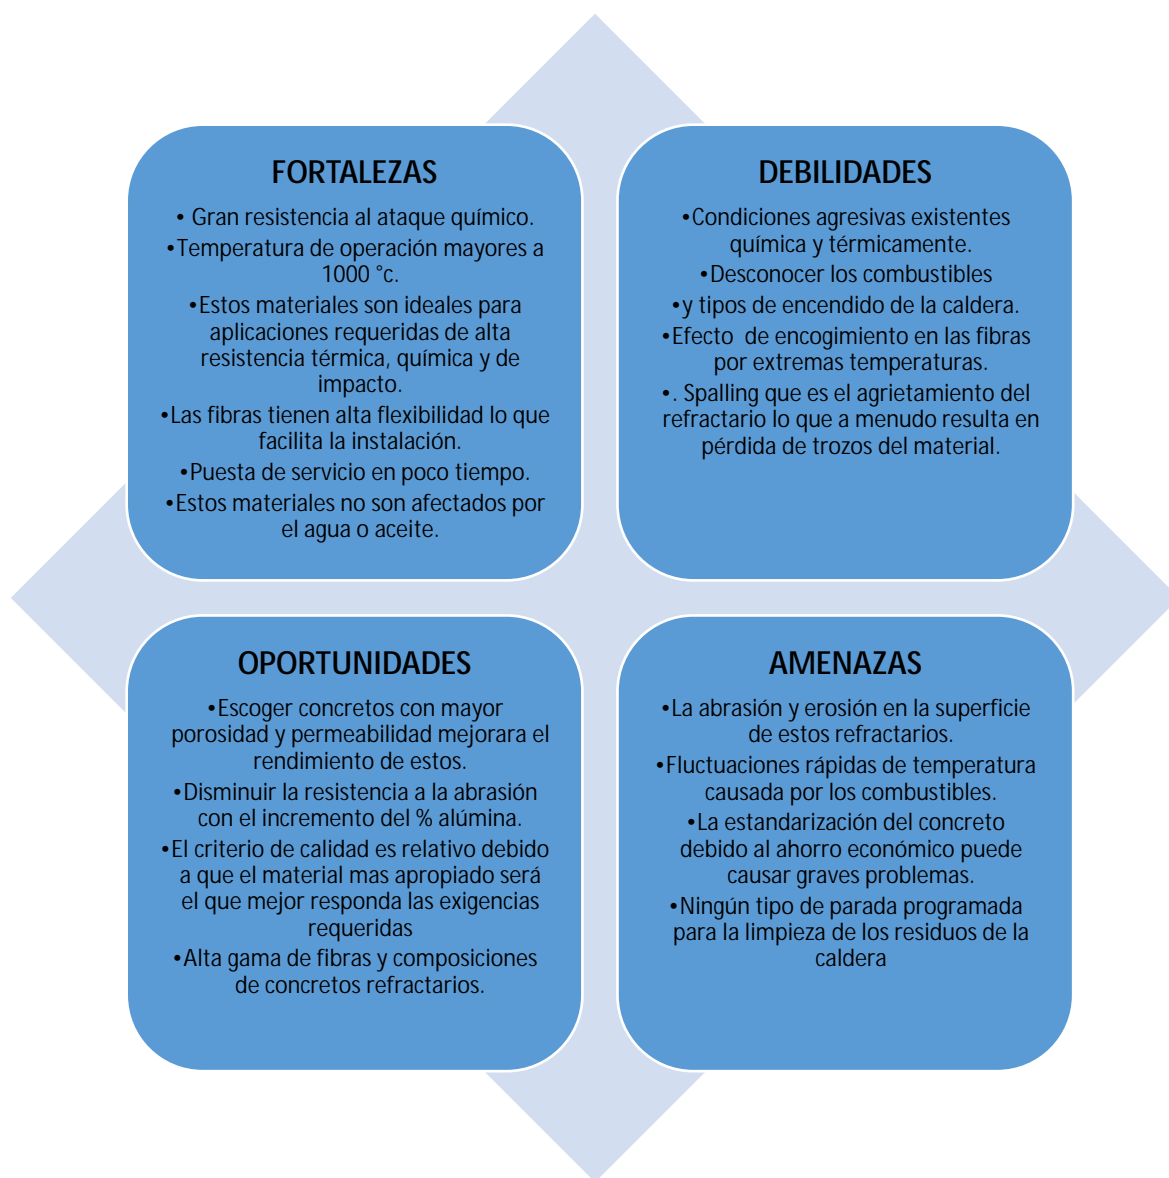 FORTALEZAS
• Gran resistencia al ataque químico.
•Temperatura de operación mayores a
1000 °c.
•Estos materiales son ideales para
aplicaciones requeridas de alta
resistencia térmica, química y de
impacto.
•Las fibras tienen alta flexibilidad lo que
facilita la instalación.
•Puesta de servicio en poco tiempo.
•Estos materiales no son afectados por
el agua o aceite.
DEBILIDADES
•Condiciones agresivas existentes
química y térmicamente.
•Desconocer los combustibles
•y tipos de encendido de la caldera.
•Efecto  de encogimiento en las fibras
por extremas temperaturas.
•. Spalling que es el agrietamiento del
refractario lo que a menudo resulta en
pérdida de trozos del material.
OPORTUNIDADES
•Escoger concretos con mayor
porosidad y permeabilidad mejorara el
rendimiento de estos.
•Disminuir la resistencia a la abrasión
con el incremento del % alúmina.
•El criterio de calidad es relativo debido
a que el material mas apropiado será
el que mejor responda las exigencias
requeridas
•Alta gama de fibras y composiciones
de concretos refractarios.
AMENAZAS
•La abrasión y erosión en la superficie
de estos refractarios.
•Fluctuaciones rápidas de temperatura
causada por los combustibles.
•La estandarización del concreto
debido al ahorro económico puede
causar graves problemas.
•Ningún tipo de parada programada
para la limpieza de los residuos de la
caldera